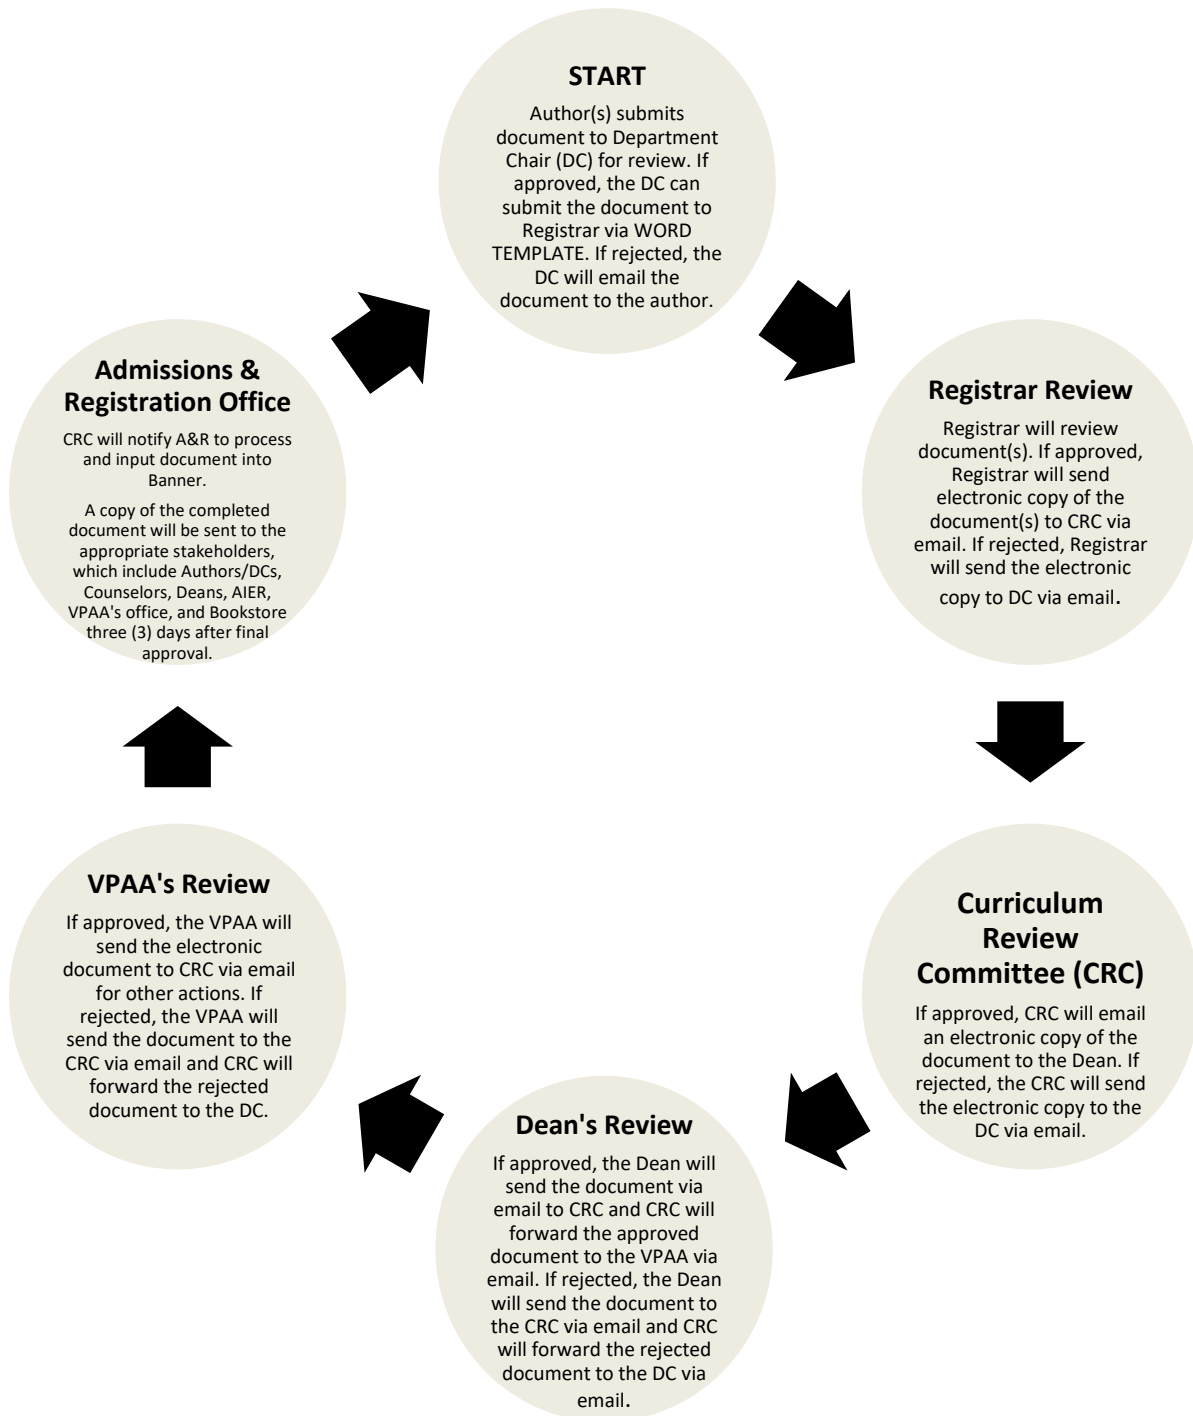 START
Author(s) submits
document to Department
Chair (DC) for review. If
approved, the DC can
submit the document to
Registrar via WORD
TEMPLATE. If rejected, the
DC will email the
document to the author.
Registrar Review
Registrar will review
document(s). If approved,
Registrar will send
electronic copy of the
document(s) to CRC via
email. If rejected, Registrar
will send the electronic
copy to DC via email.
Curriculum
Review
Committee (CRC)
If approved, CRC will email
an electronic copy of the
document to the Dean. If
rejected, the CRC will send
the electronic copy to the
DC via email.
Dean's Review
If approved, the Dean will
send the document via
email to CRC and CRC will
forward the approved
document to the VPAA via
email. If rejected, the Dean
will send the document to
the CRC via email and CRC
will forward the rejected
document to the DC via
email.
VPAA's Review
If approved, the VPAA will
send the electronic
document to CRC via email
for other actions. If
rejected, the VPAA will
send the document to the
CRC via email and CRC will
forward the rejected
document to the DC.
Admissions &
Registration Office
CRC will notify A&R to process
and input document into
Banner.
A copy of the completed
document will be sent to the
appropriate stakeholders,
which include Authors/DCs,
Counselors, Deans, AIER,
VPAA's office, and Bookstore
three (3) days after final
approval.